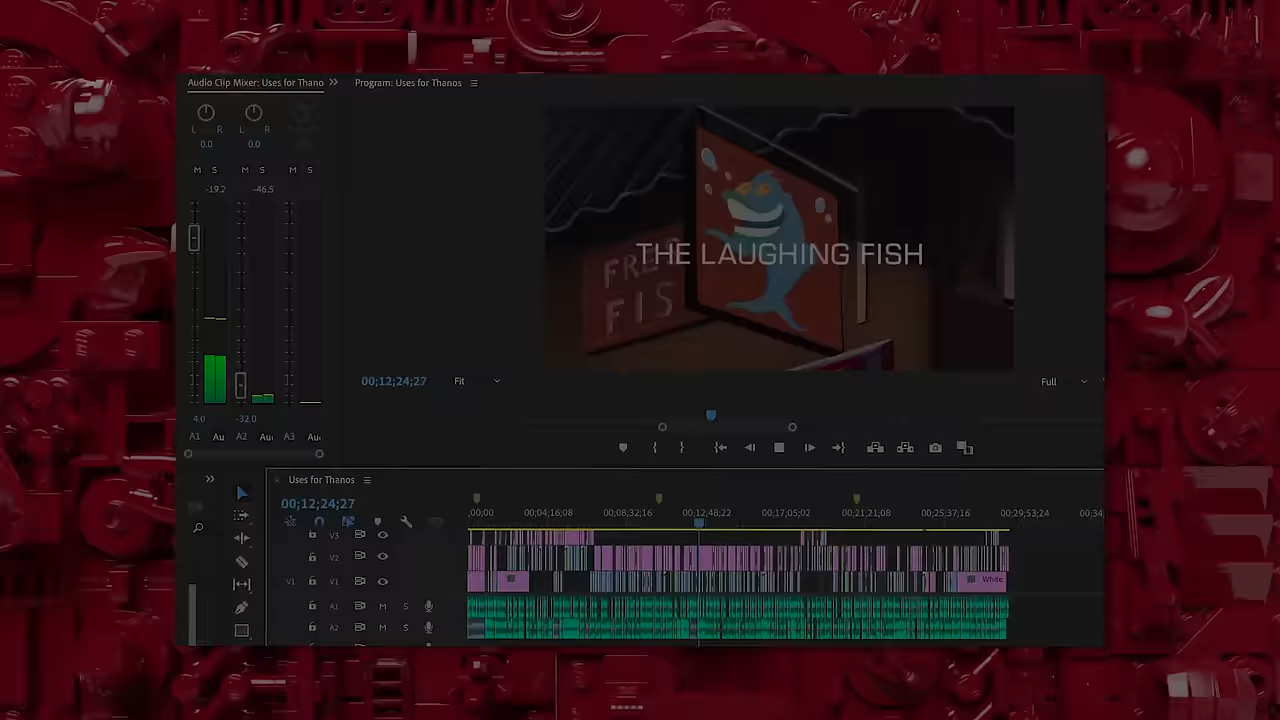 Audio Clip Mixer: Uses for Thano
Program: Uses for Thanos
L R L R
0.0 0.0
M S M S M S
-19.2 -46.5
FRE
FIS
THE LAUGHING FISH
00;12;24;27 Fit Full
4.0 -32.0
A1 Au A2 Au A3 Au
Uses for Thanos
00;12;24;27
;00;00 00;04;16;08 00;08;32;16 00;12;48;22 00;17;05;02 00;21;21;08 00;25;37;16 00;29;53;24 00;34;
V3
V2
V1 V1 White
A1 M S
A2 M S